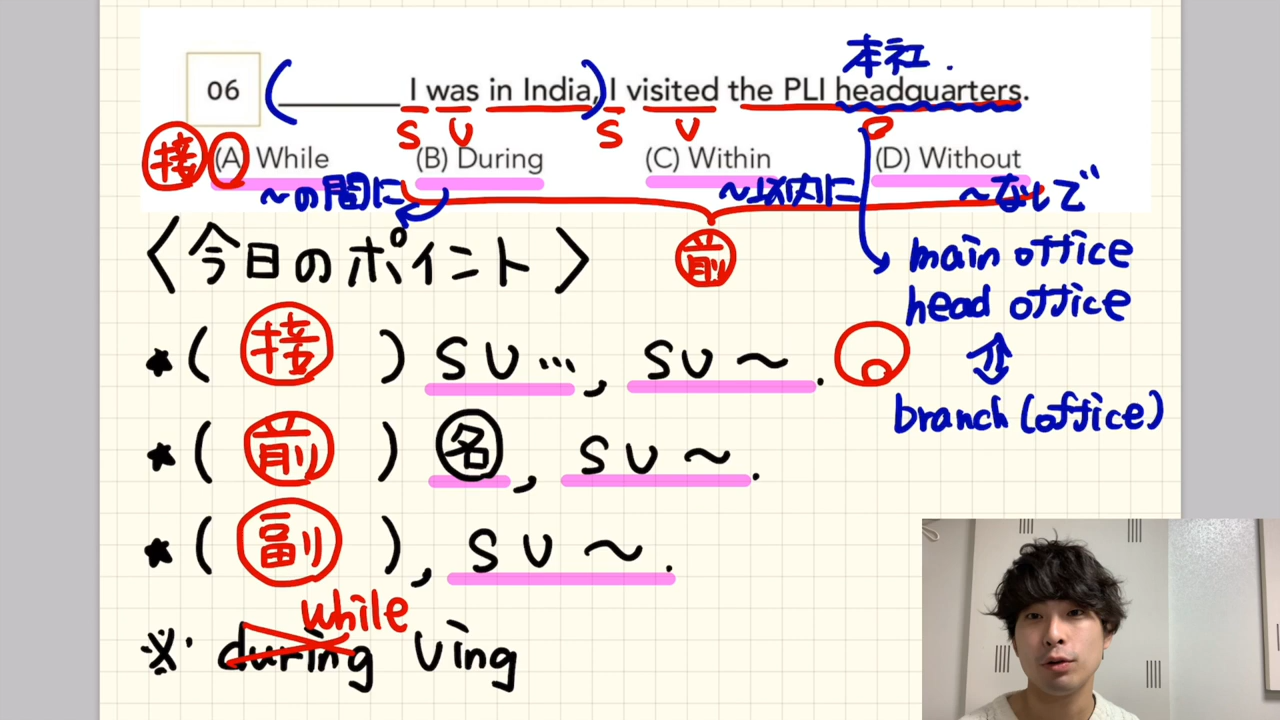 本社.
06 ( ______ I was in India,) I visited the PLI headquarters.
S V S V O
接 (A) While (B) During (C) Within (D) Without
~の間に ~以内に ~なしで
前
<今日のポイント>
main office
head office
branch (office)
★( 接 ) S V …, S V ~.
★( 前 ) 名, S V ~.
★( 副 ), S V ~.
while
※ during Ving